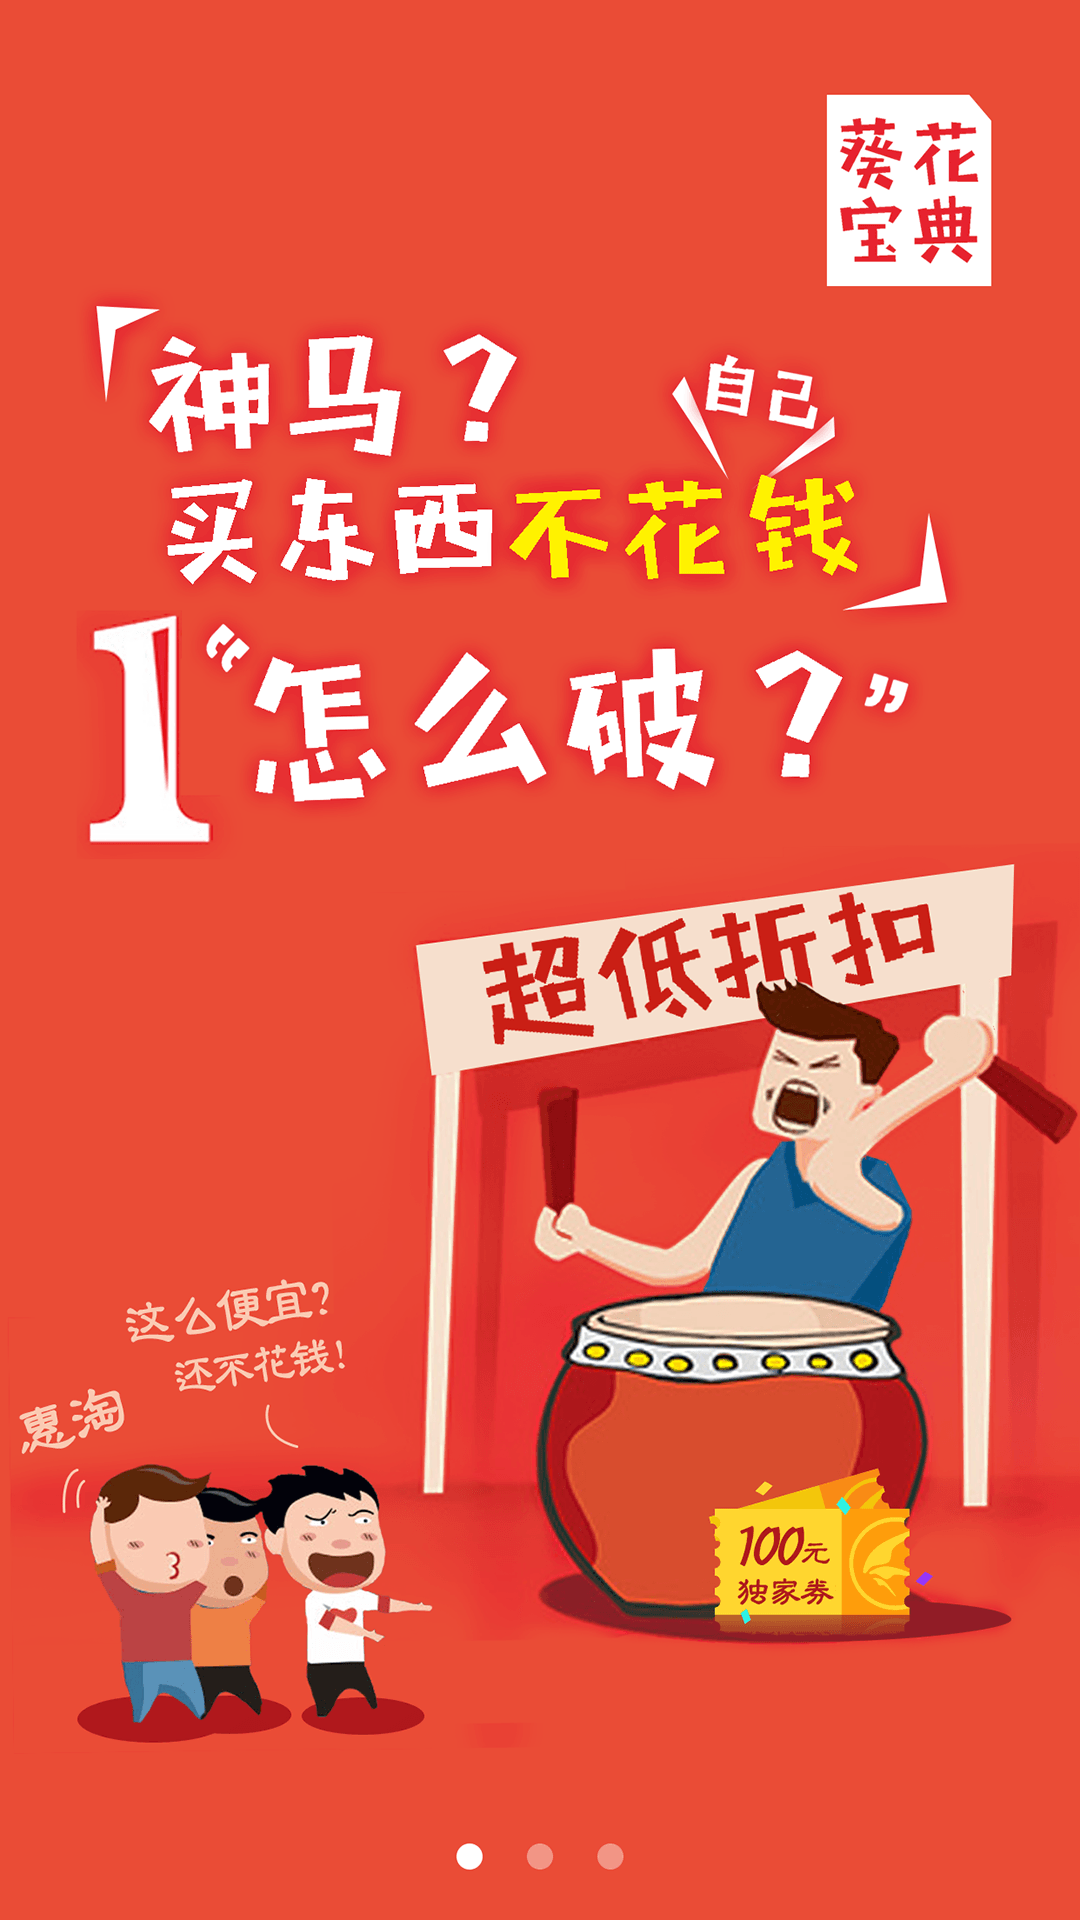 葵花
宝典
「神马？
自己
买东西不花钱」
1“怎么破？”
超低折扣
这么便宜？
还不花钱！
惠淘
100元
独家券